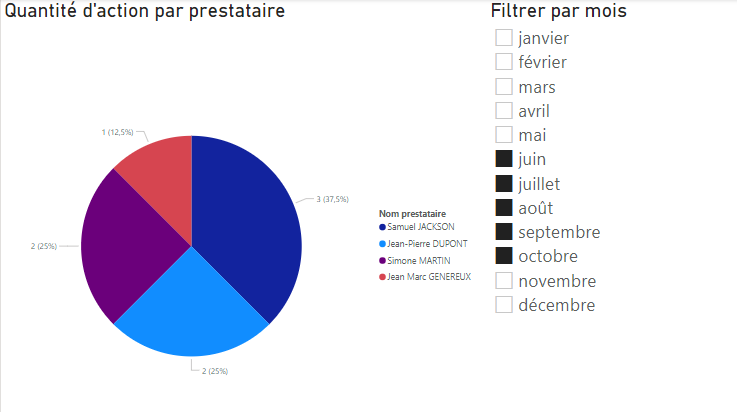 Quantité d'action par prestataire
1 (12,5%)
3 (37,5%)
2 (25%)
2 (25%)
Nom prestataire
Samuel JACKSON
Jean-Pierre DUPONT
Simone MARTIN
Jean Marc GENEREUX
Filtrer par mois
janvier
février
mars
avril
mai
juin
juillet
août
septembre
octobre
novembre
décembre